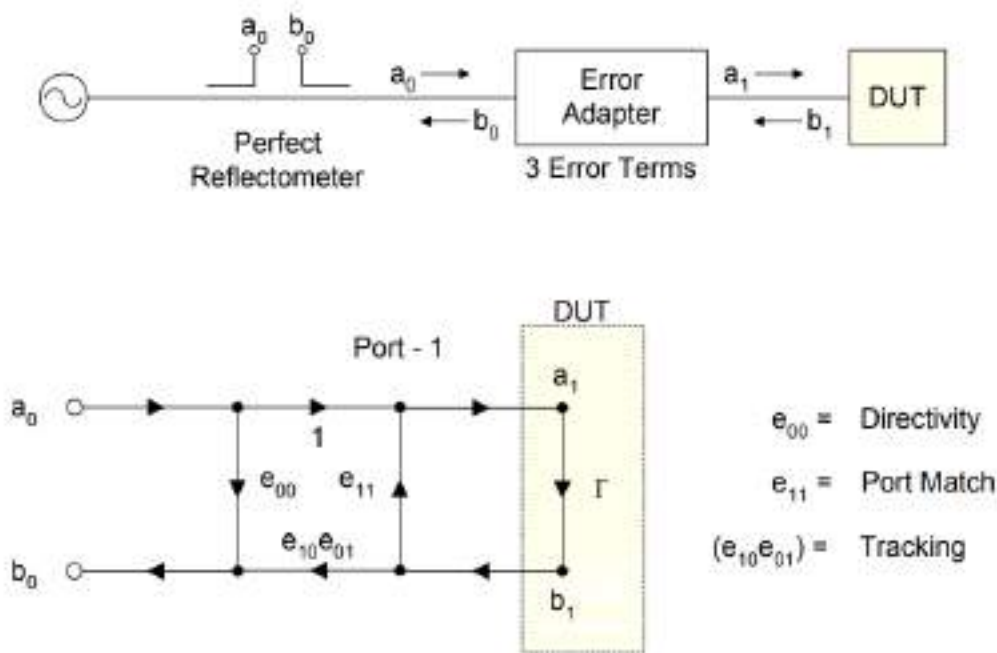 a₀ b₀
a₀ a₁
Error
Adapter
DUT
b₀ b₁
Perfect
Reflectometer
3 Error Terms
DUT
Port - 1
a₁
a₀
1
e₀₀ = Directivity
e₀₀ e₁₁ Γ
e₁₁ = Port Match
e₁₀e₀₁
(e₁₀e₀₁) = Tracking
b₀
b₁